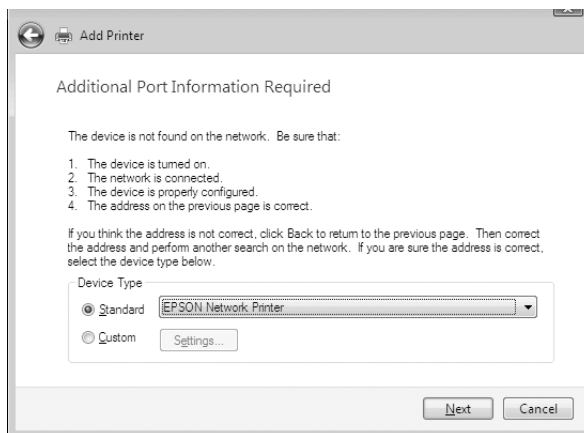 Add Printer
Additional Port Information Required
The device is not found on the network. Be sure that:
1. The device is turned on.
2. The network is connected.
3. The device is properly configured.
4. The address on the previous page is correct.
If you think the address is not correct, click Back to return to the previous page. Then correct
the address and perform another search on the network. If you are sure the address is correct,
select the device type below.
Device Type
Standard EPSON Network Printer
Custom Settings...
Next Cancel